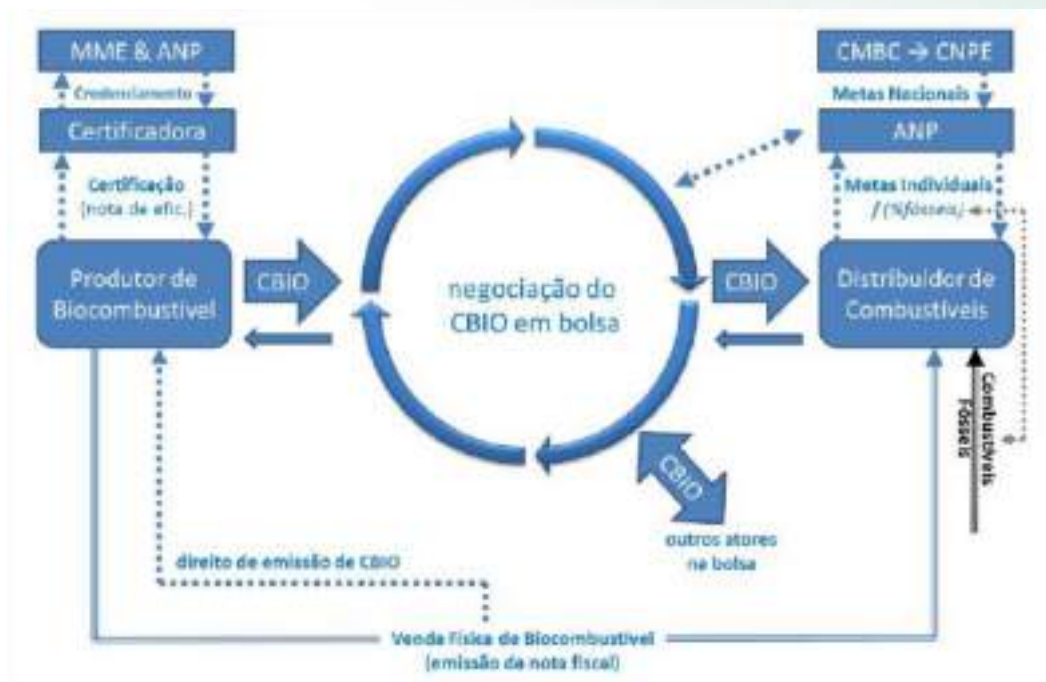 MME & ANP
Credenciamento
Certificadora
Certificação
(nota de efic.)
Produtor de
Biocombustível
CBIO
negociação do
CBIO em bolsa
CMBC → CNPE
Metas Nacionais
ANP
Metas Individuais
f (%fósseis)
CBIO
Distribuidor de
Combustíveis
Combustíveis
Fósseis
CBIO
outros atores
na bolsa
direito de emissão de CBIO
Venda Física de Biocombustível
(emissão da nota fiscal)